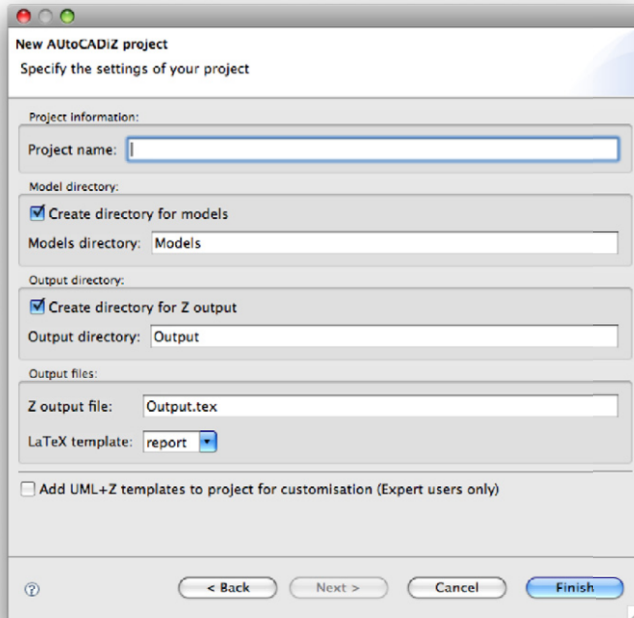 New AUtoCADiZ project
Specify the settings of your project
Project information:
Project name:
Model directory:
Create directory for models
Models directory: Models
Output directory:
Create directory for Z output
Output directory: Output
Output files:
Z output file: Output.tex
LaTeX template: report
Add UML+Z templates to project for customisation (Expert users only)
? < Back Next > Cancel Finish